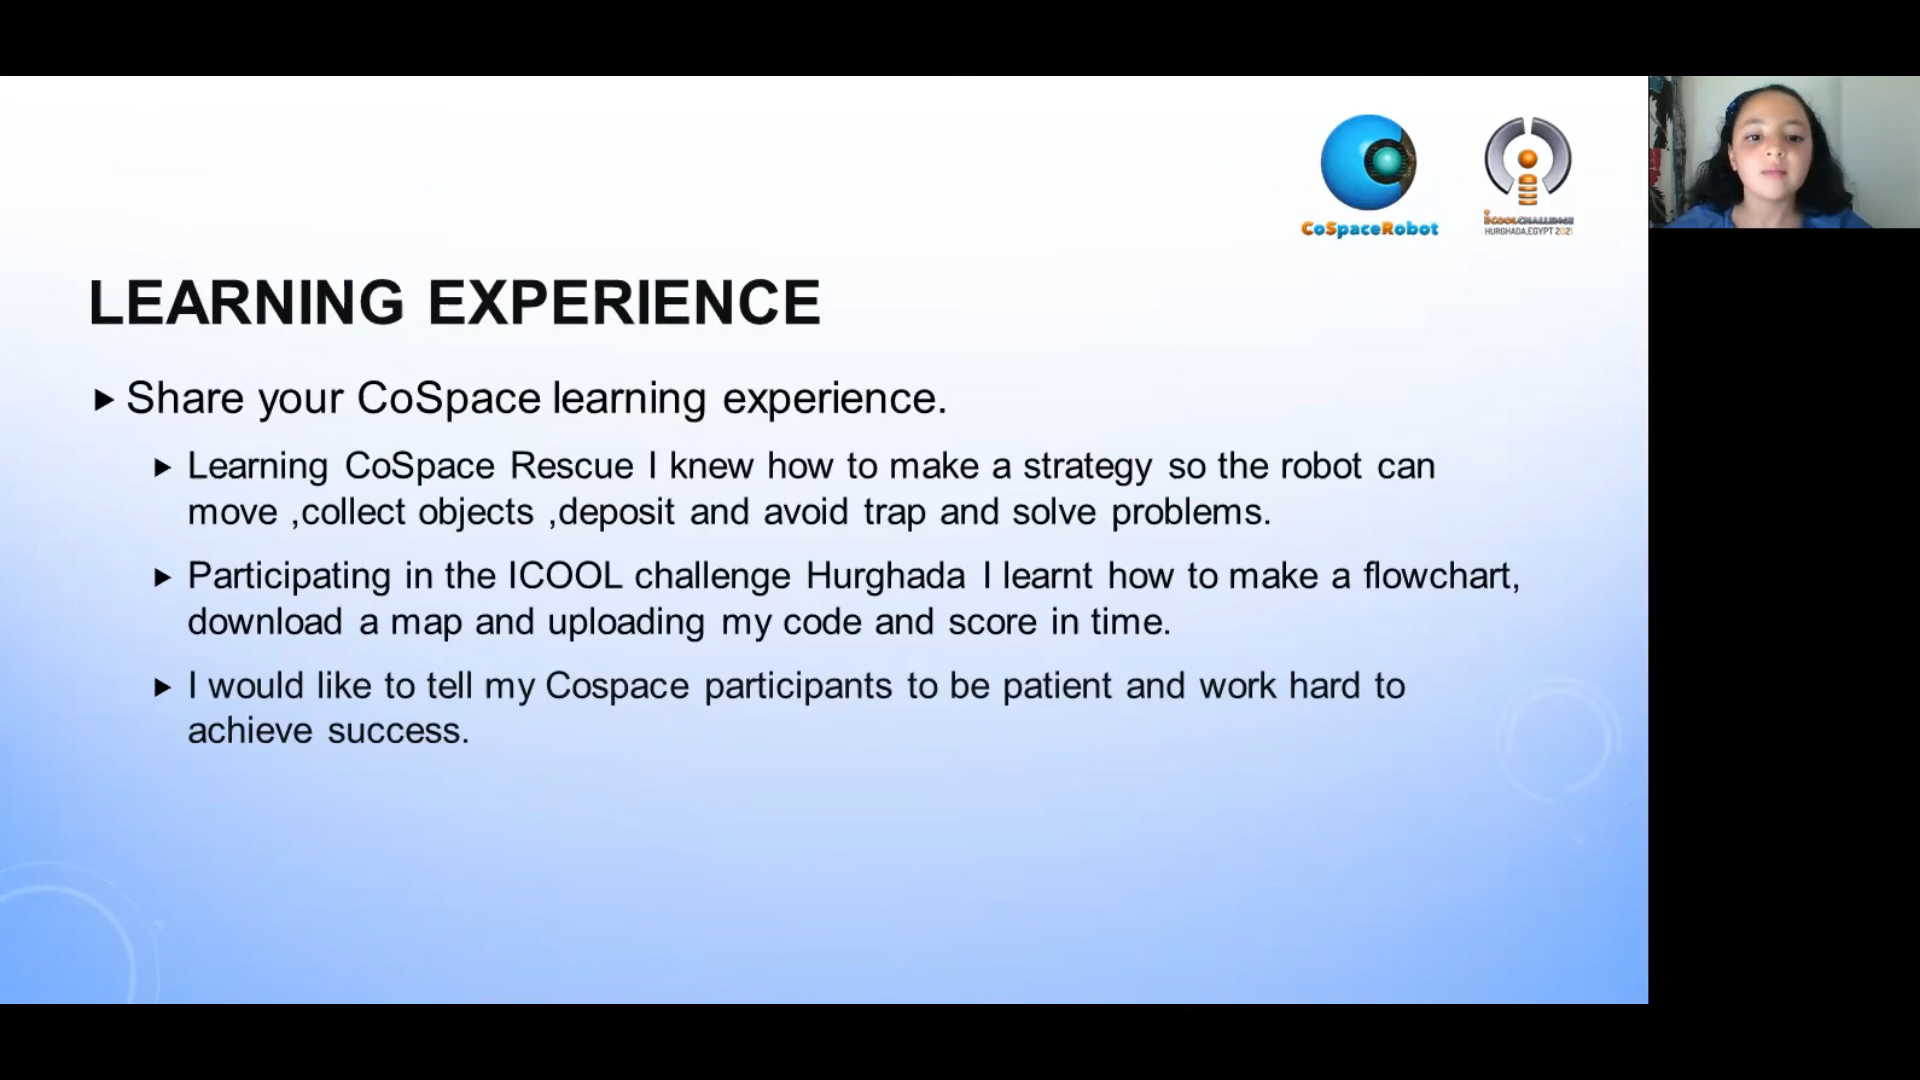 CoSpaceRobot
iCOOLCHALLENGE
HURGHADA,EGYPT 2021
LEARNING EXPERIENCE
Share your CoSpace learning experience.
Learning CoSpace Rescue I knew how to make a strategy so the robot can
move ,collect objects ,deposit and avoid trap and solve problems.
Participating in the ICOOL challenge Hurghada I learnt how to make a flowchart,
download a map and uploading my code and score in time.
I would like to tell my Cospace participants to be patient and work hard to
achieve success.